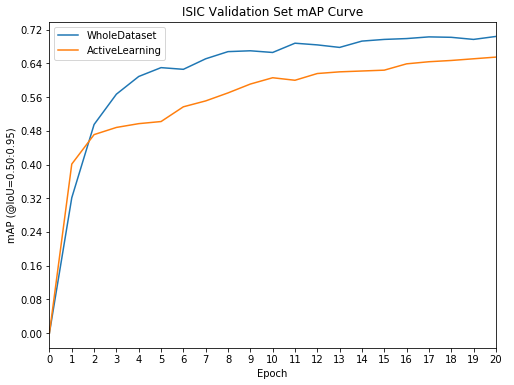 ISIC Validation Set mAP Curve
WholeDataset
ActiveLearning
mAP (@IoU=0.50:0.95)
0.72
0.64
0.56
0.48
0.40
0.32
0.24
0.16
0.08
0.00
0 1 2 3 4 5 6 7 8 9 10 11 12 13 14 15 16 17 18 19 20
Epoch